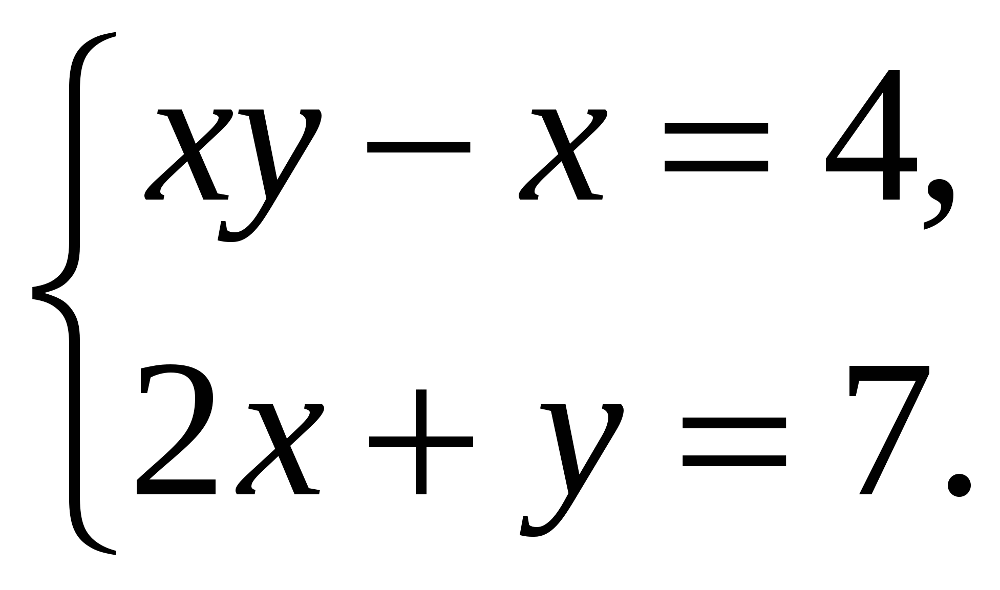 xy − x = 4,
2x + y = 7.